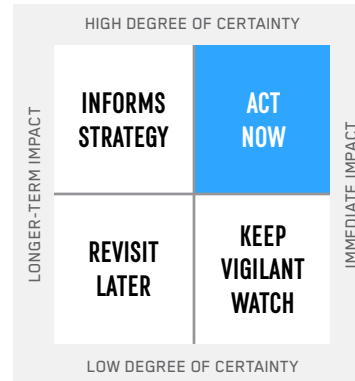 HIGH DEGREE OF CERTAINTY
LONGER-TERM IMPACT
INFORMS
STRATEGY
ACT
NOW
IMMEDIATE IMPACT
REVISIT
LATER
KEEP
VIGILANT
WATCH
LOW DEGREE OF CERTAINTY